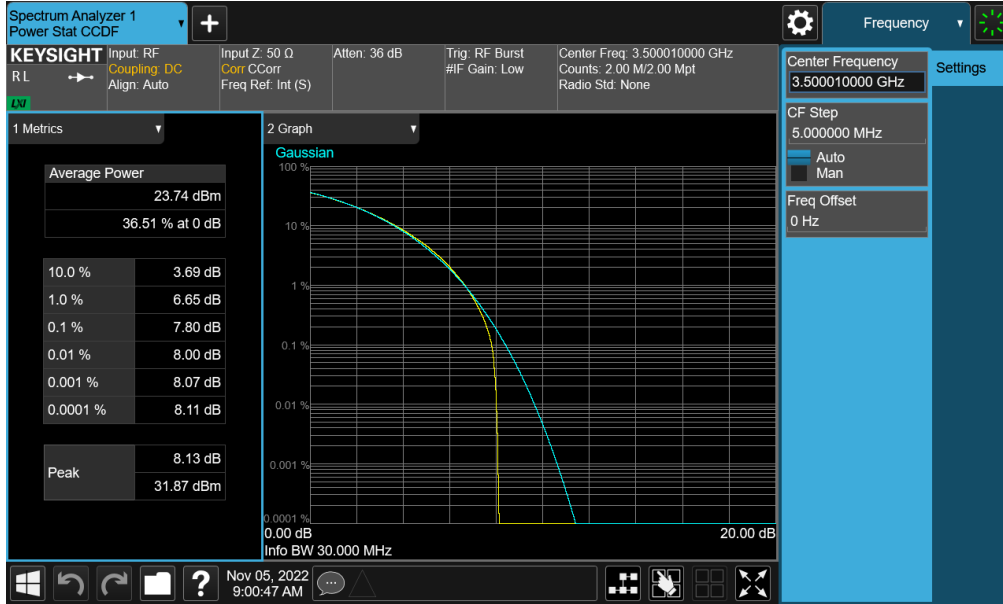 Spectrum Analyzer 1
Power Stat CCDF
Frequency
KEYSIGHT
RL
LXI
Input: RF
Coupling: DC
Align: Auto
Input Z: 50 Ω
Corr CCorr
Freq Ref: Int (S)
Atten: 36 dB
Trig: RF Burst
#IF Gain: Low
Center Freq: 3.500010000 GHz
Counts: 2.00 M/2.00 Mpt
Radio Std: None
Center Frequency
3.500010000 GHz
Settings
CF Step
5.000000 MHz
Auto
Man
Freq Offset
0 Hz
1 Metrics
Average Power
23.74 dBm
36.51 % at 0 dB
10.0 % 3.69 dB
1.0 % 6.65 dB
0.1 % 7.80 dB
0.01 % 8.00 dB
0.001 % 8.07 dB
0.0001 % 8.11 dB
Peak
8.13 dB
31.87 dBm
2 Graph
Gaussian
100 %
10 %
1 %
0.1 %
0.01 %
0.001 %
0.0001 %
0.00 dB 20.00 dB
Info BW 30.000 MHz
?
Nov 05, 2022
9:00:47 AM